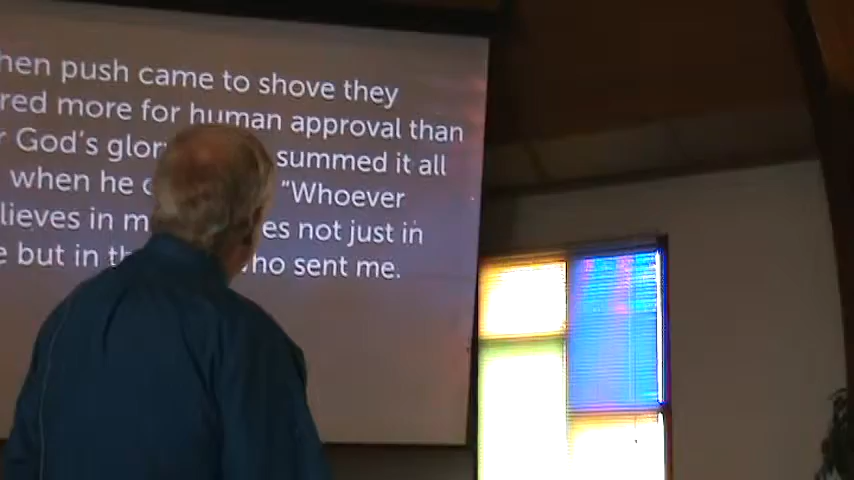 hen push came to shove they
red more for human approval than
r God's glor summed it all
when he "Whoever
lieves in m es not just in
e but in th ho sent me.